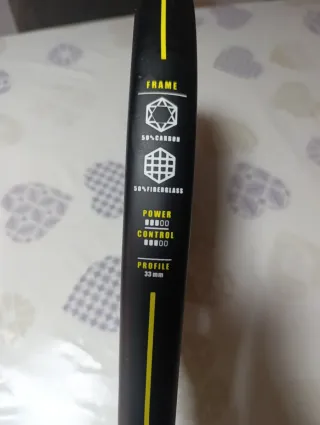 FRAME
50%CARBON
50%FIBERGLASS
POWER
CONTROL
PROFILE
33 mm